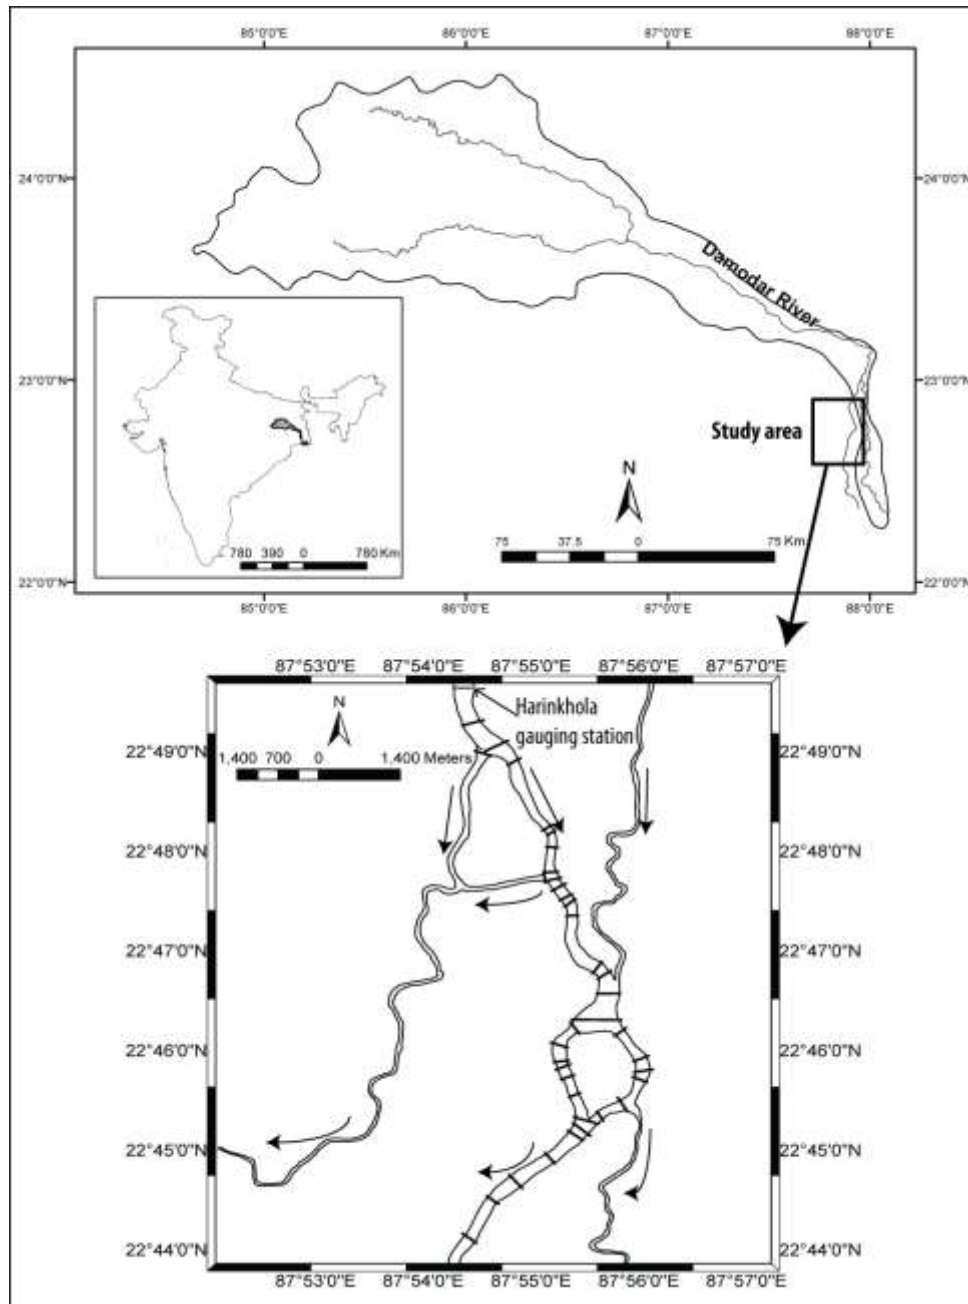 85°0'0"E 86°0'0"E 87°0'0"E 88°0'0"E
24°0'0"N 24°0'0"N
Damodar River
23°0'0"N 23°0'0"N
Study area
N
780 390 0 780 Km
75 37.5 0 75 Km
22°0'0"N 22°0'0"N
85°0'0"E 86°0'0"E 87°0'0"E 88°0'0"E
87°53'0"E 87°54'0"E 87°55'0"E 87°56'0"E 87°57'0"E
N
Harinkhola
gauging station
22°49'0"N 22°49'0"N
1,400 700 0 1,400 Meters
22°48'0"N 22°48'0"N
22°47'0"N 22°47'0"N
22°46'0"N 22°46'0"N
22°45'0"N 22°45'0"N
22°44'0"N 22°44'0"N
87°53'0"E 87°54'0"E 87°55'0"E 87°56'0"E 87°57'0"E